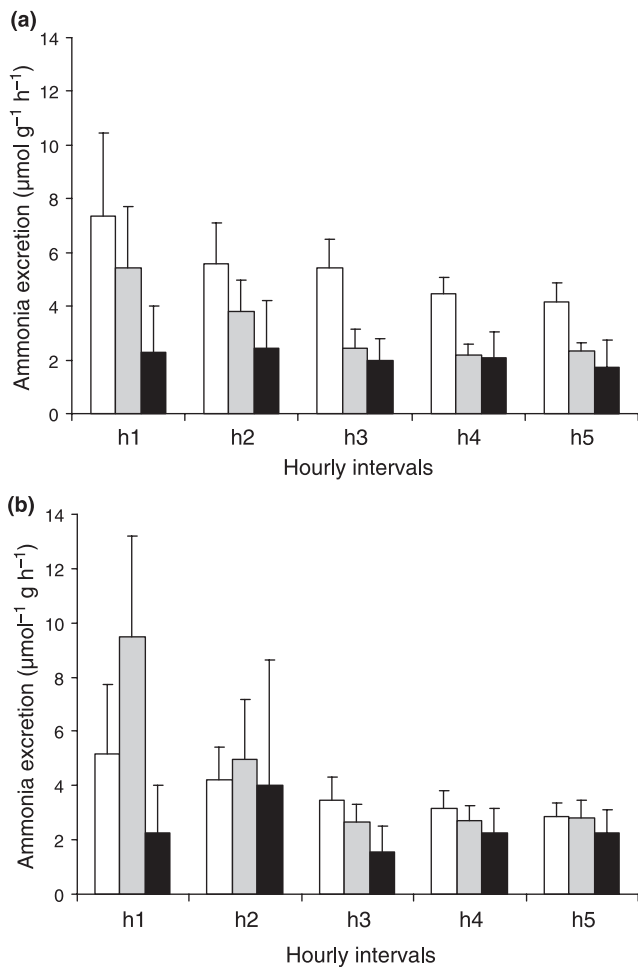 (a)
Ammonia excretion (µmol g⁻¹ h⁻¹)
14
12
10
8
6
4
2
0
h1 h2 h3 h4 h5
Hourly intervals
(b)
Ammonia excretion (µmol⁻¹ g h⁻¹)
14
12
10
8
6
4
2
0
h1 h2 h3 h4 h5
Hourly intervals